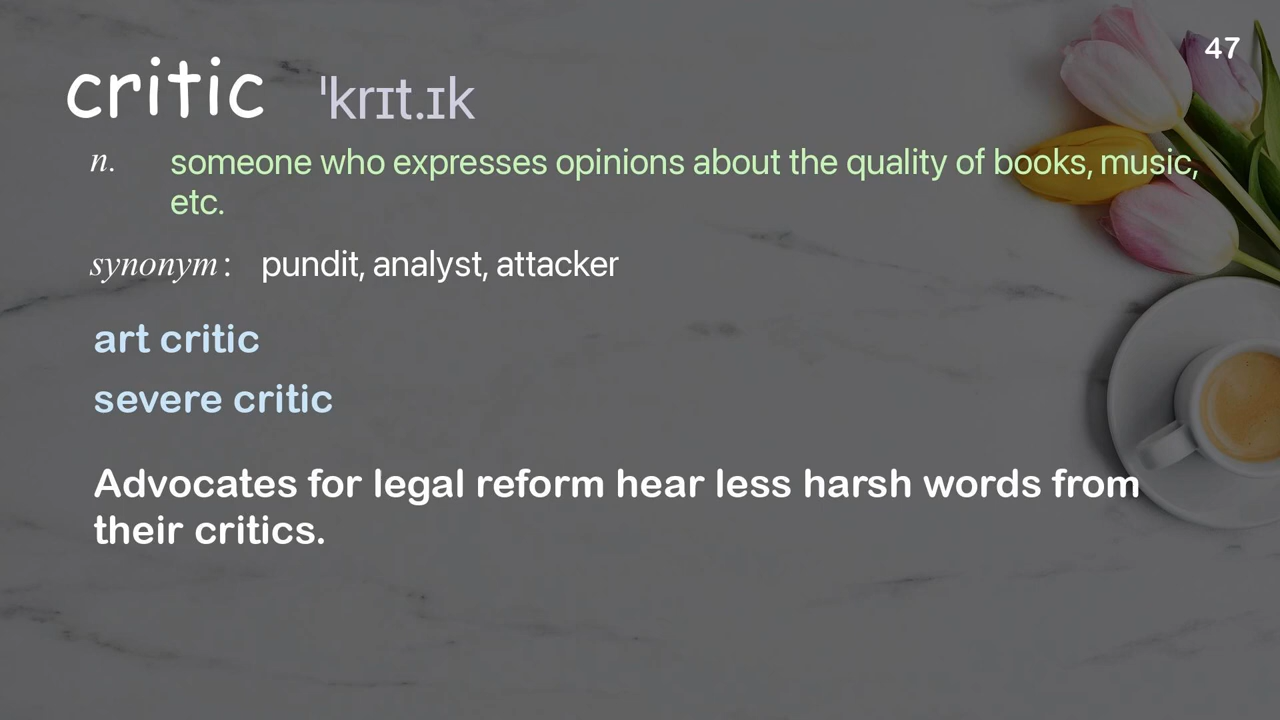 47
critic ˈkrɪt.ɪk
n. someone who expresses opinions about the quality of books, music,
etc.
synonym: pundit, analyst, attacker
art critic
severe critic
Advocates for legal reform hear less harsh words from
their critics.